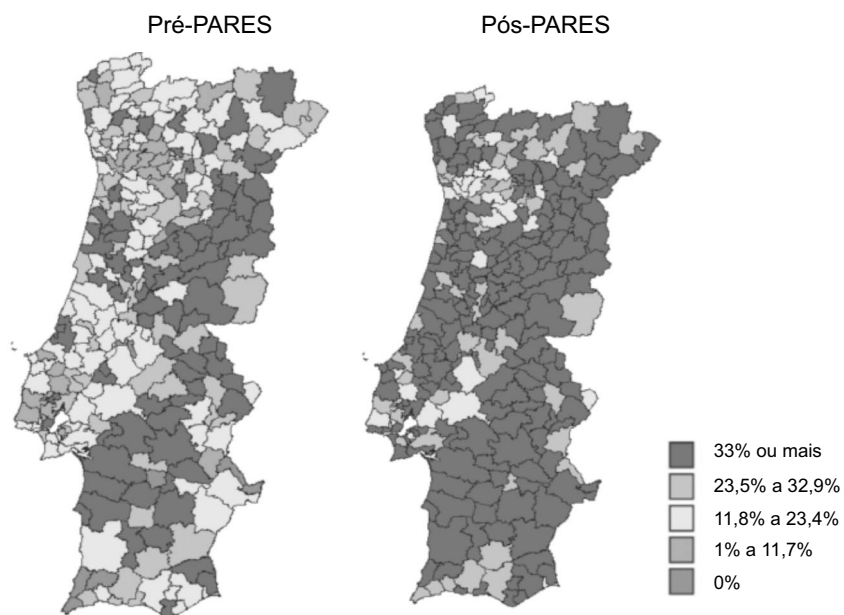 Pré-PARES
Pós-PARES
33% ou mais
23,5% a 32,9%
11,8% a 23,4%
1% a 11,7%
0%